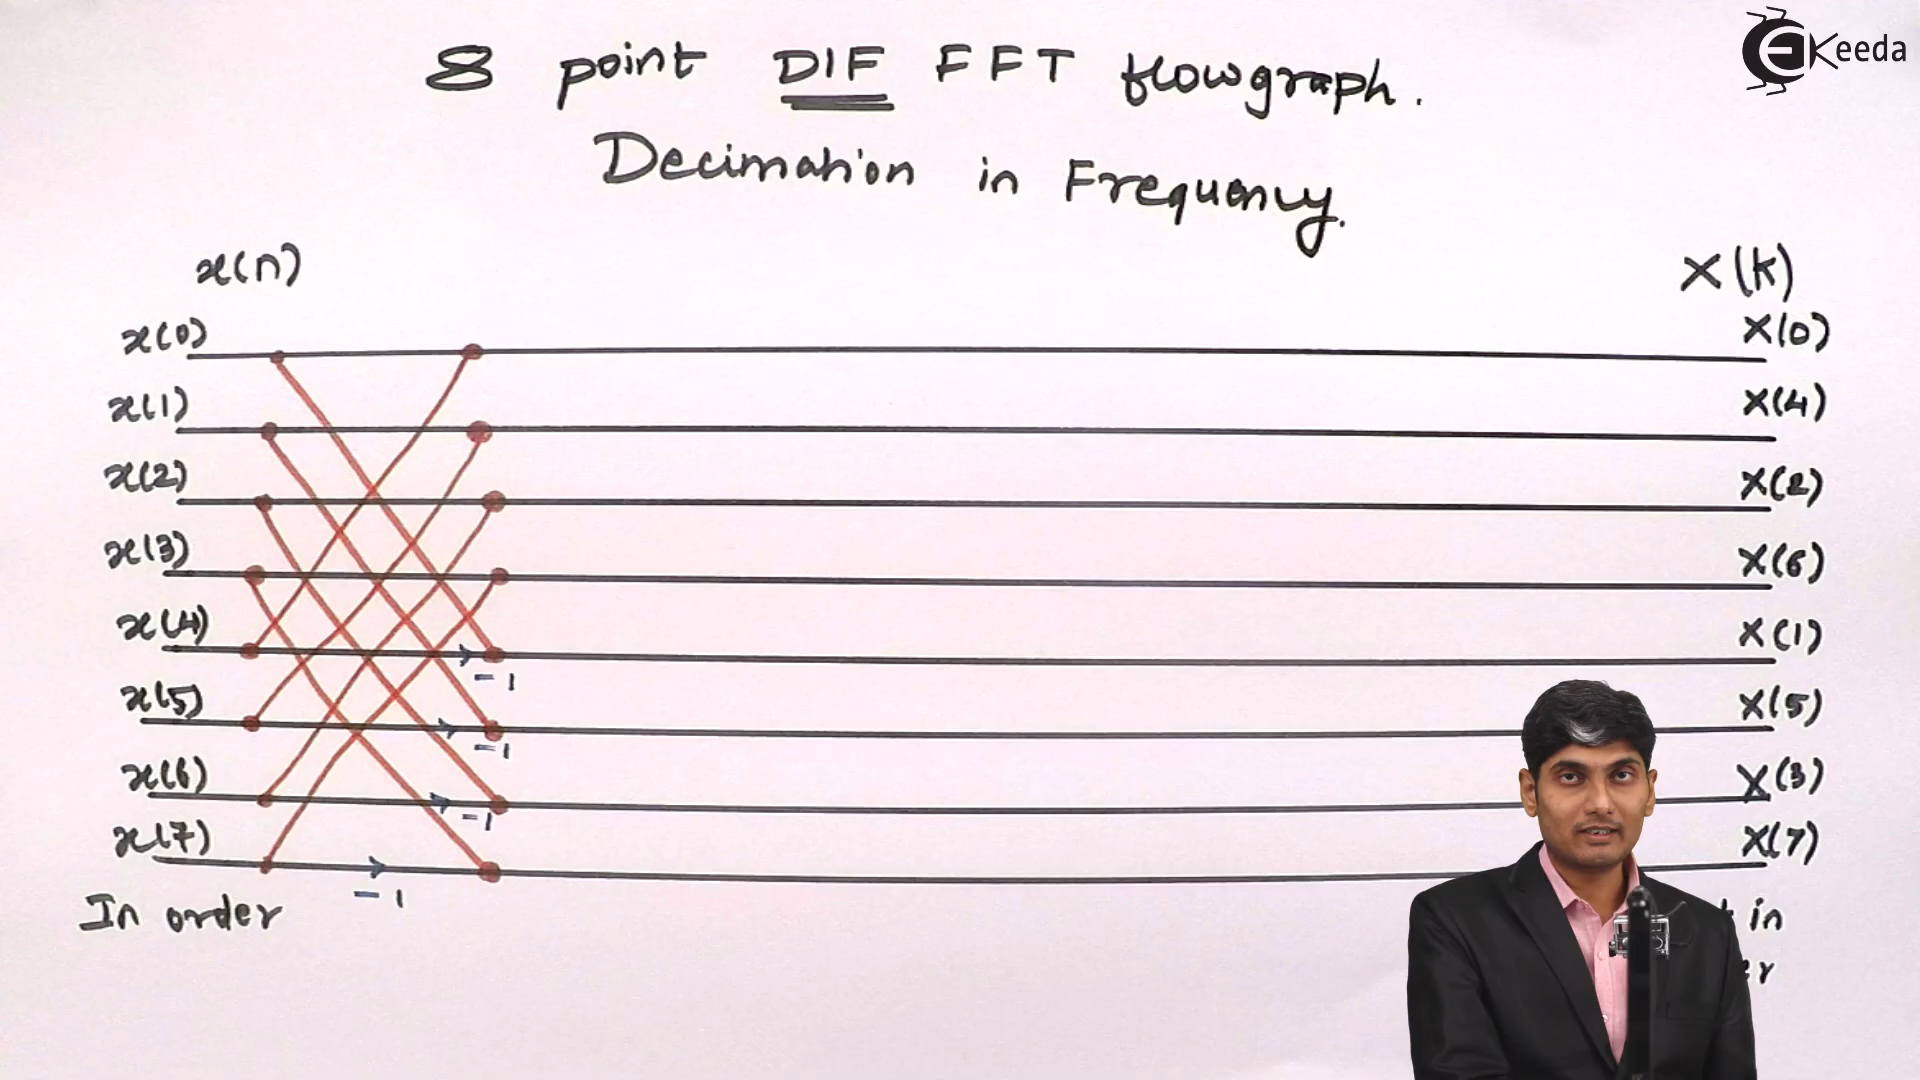 EKeeda
8 point DIF FFT flowgraph.
Decimation in Frequency.
x(n) X(k)
x(0) X(0)
x(1) X(4)
x(2) X(2)
x(3) X(6)
x(4) X(1)
-1
x(5) X(5)
-1
x(6) X(3)
-1
x(7) X(7)
-1
In order in